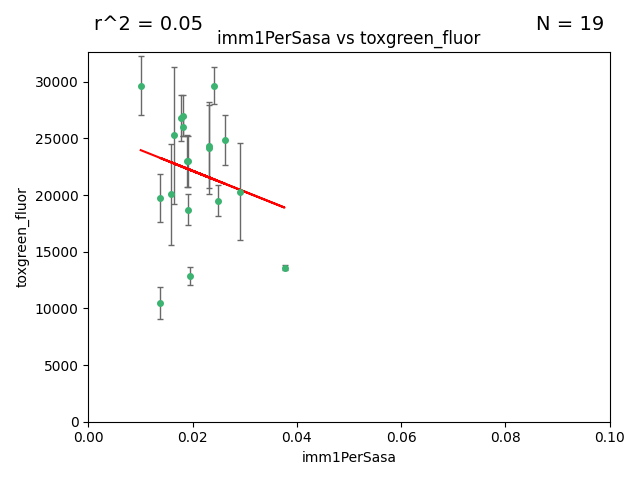 r^2 = 0.05
N = 19
imm1PerSasa vs toxgreen_fluor
30000
25000
20000
15000
10000
5000
0
toxgreen_fluor
0.00 0.02 0.04 0.06 0.08 0.10
imm1PerSasa